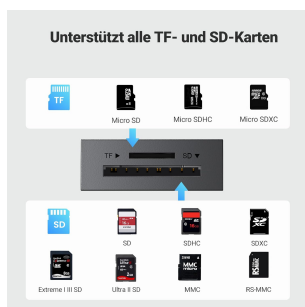 Unterstützt alle TF- und SD-Karten
TF
Micro SD
Micro SDHC
Micro SDXC
TF ▶
SD ▼
SD
SD
SDHC
SDXC
Extreme I III SD
Ultra II SD
MMC
RS-MMC